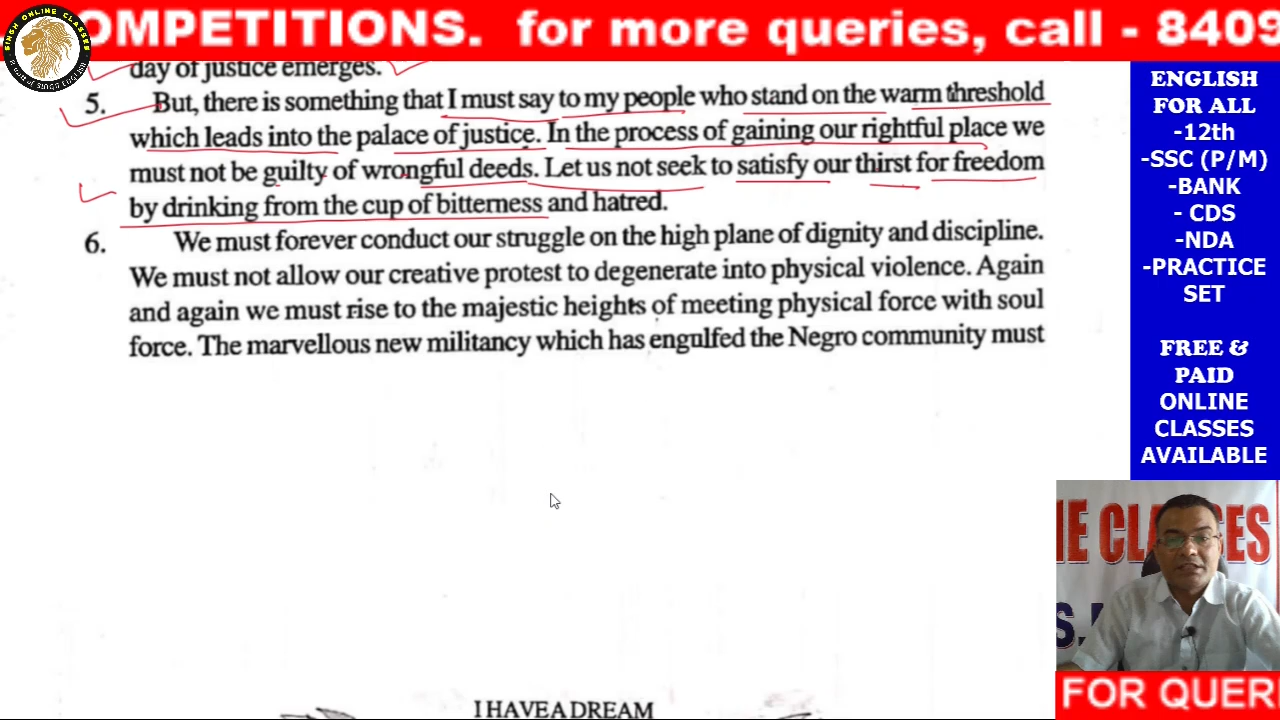 OMPETITIONS. for more queries, call - 8409
SINGH ONLINE CLASSES
day of justice emerges.
5. But, there is something that I must say to my people who stand on the warm threshold
which leads into the palace of justice. In the process of gaining our rightful place we
must not be guilty of wrongful deeds. Let us not seek to satisfy our thirst for freedom
by drinking from the cup of bitterness and hatred.
6. We must forever conduct our struggle on the high plane of dignity and discipline.
We must not allow our creative protest to degenerate into physical violence. Again
and again we must rise to the majestic heights of meeting physical force with soul
force. The marvellous new militancy which has engulfed the Negro community must
I HAVE A DREAM
ENGLISH
FOR ALL
-12th
-SSC (P/M)
-BANK
- CDS
-NDA
-PRACTICE
SET
FREE &
PAID
ONLINE
CLASSES
AVAILABLE
IE CLA ES
S.
FOR QUER